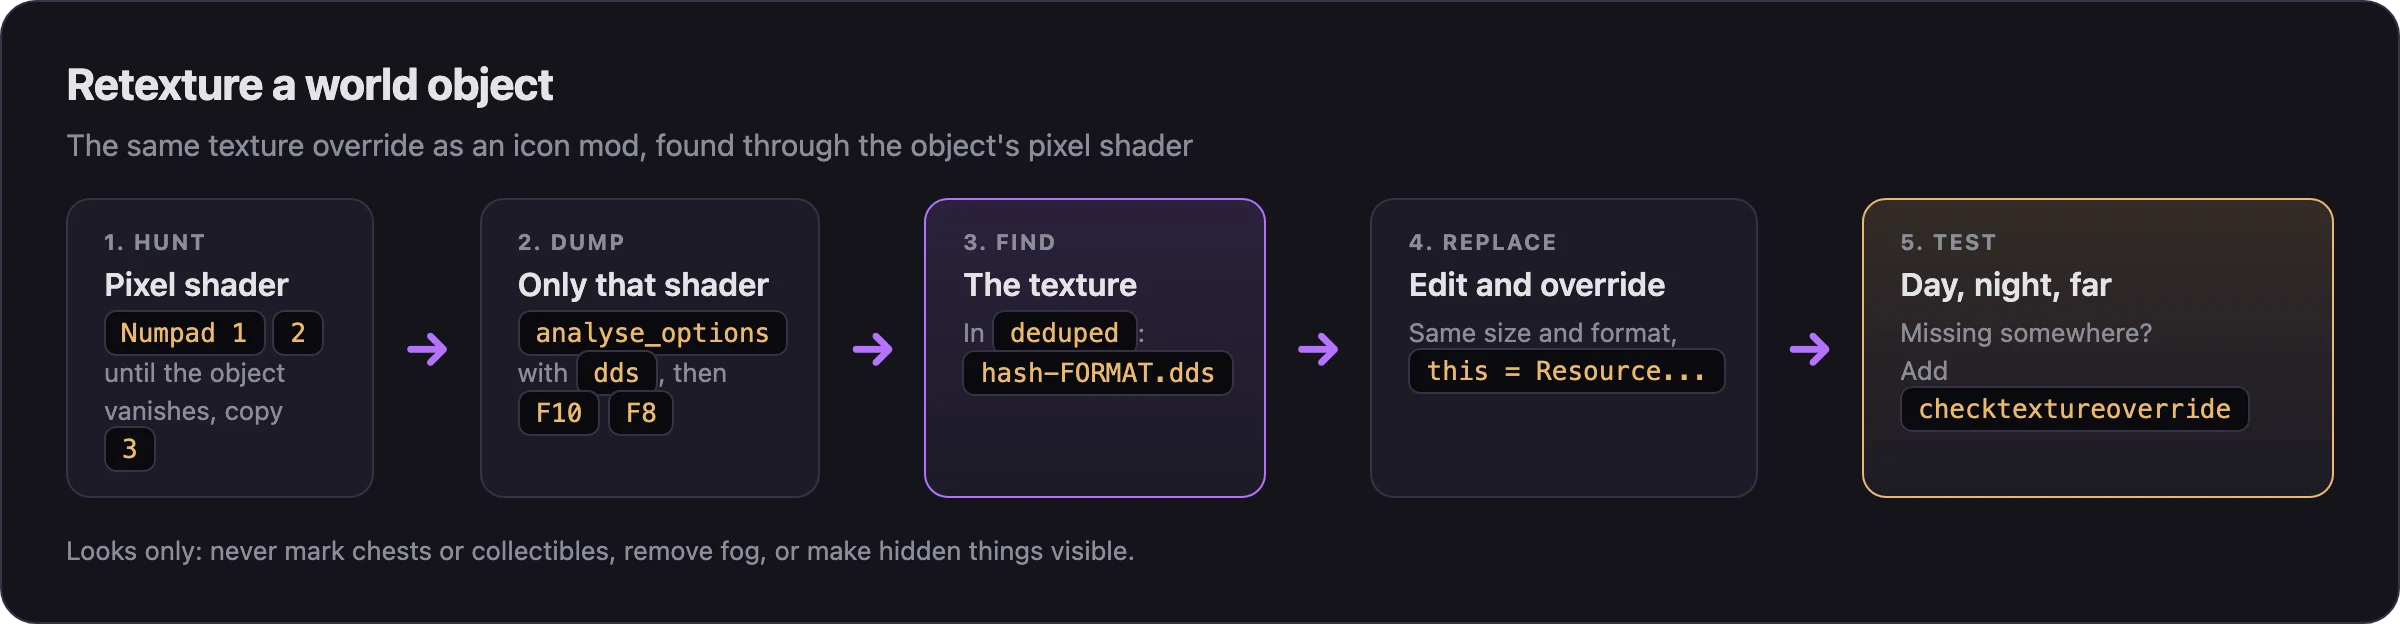 Retexture a world object
The same texture override as an icon mod, found through the object's pixel shader
1. HUNT
Pixel shader
Numpad 1 2
until the object
vanishes, copy
3
2. DUMP
Only that shader
analyse_options
with dds, then
F10 F8
3. FIND
The texture
In deduped:
hash-FORMAT.dds
4. REPLACE
Edit and override
Same size and format,
this = Resource...
5. TEST
Day, night, far
Missing somewhere?
Add
checktextureoverride
Looks only: never mark chests or collectibles, remove fog, or make hidden things visible.